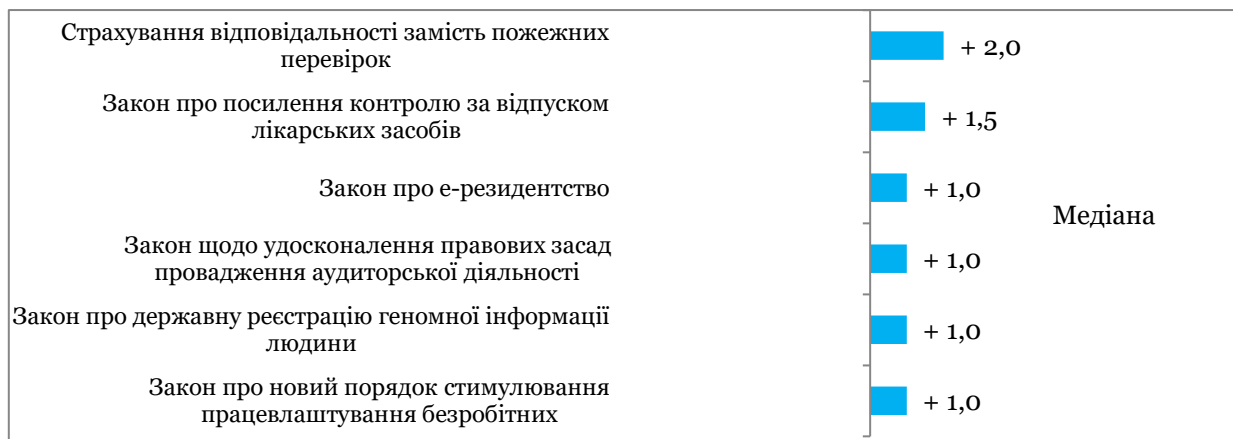 Страхування відповідальності замість пожежних
перевірок
+ 2,0
Закон про посилення контролю за відпуском
лікарських засобів
+ 1,5
Закон про е-резидентство
+ 1,0
Медіана
Закон щодо удосконалення правових засад
провадження аудиторської діяльності
+ 1,0
Закон про державну реєстрацію геномної інформації
людини
+ 1,0
Закон про новий порядок стимулювання
працевлаштування безробітних
+ 1,0